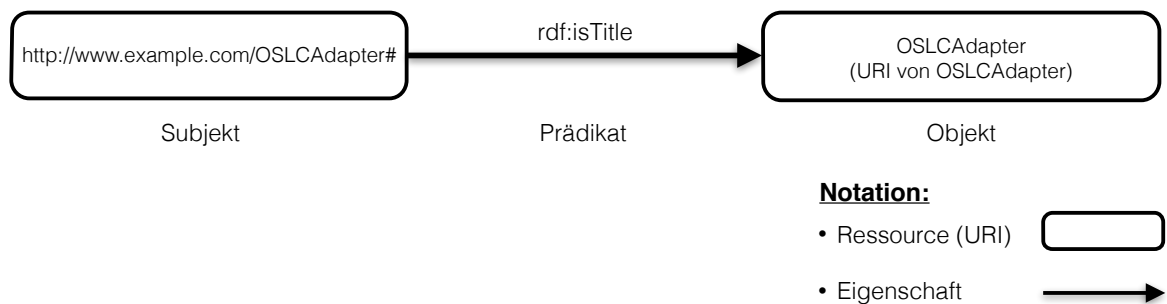 rdf:isTitle
http://www.example.com/OSLCAdapter#
OSLCAdapter
(URI von OSLCAdapter)
Subjekt
Prädikat
Objekt
Notation:
• Ressource (URI)
• Eigenschaft